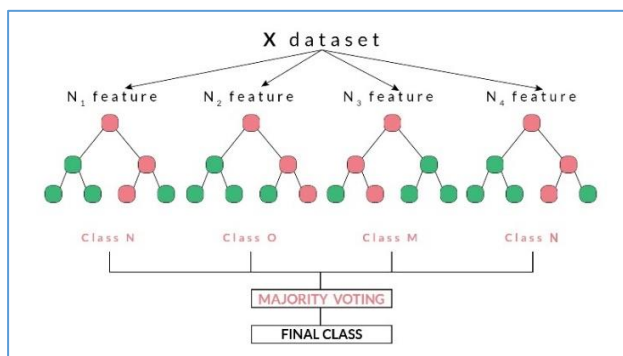 X dataset
N₁ feature N₂ feature N₃ feature N₄ feature
Class N Class O Class M Class N
MAJORITY VOTING
FINAL CLASS